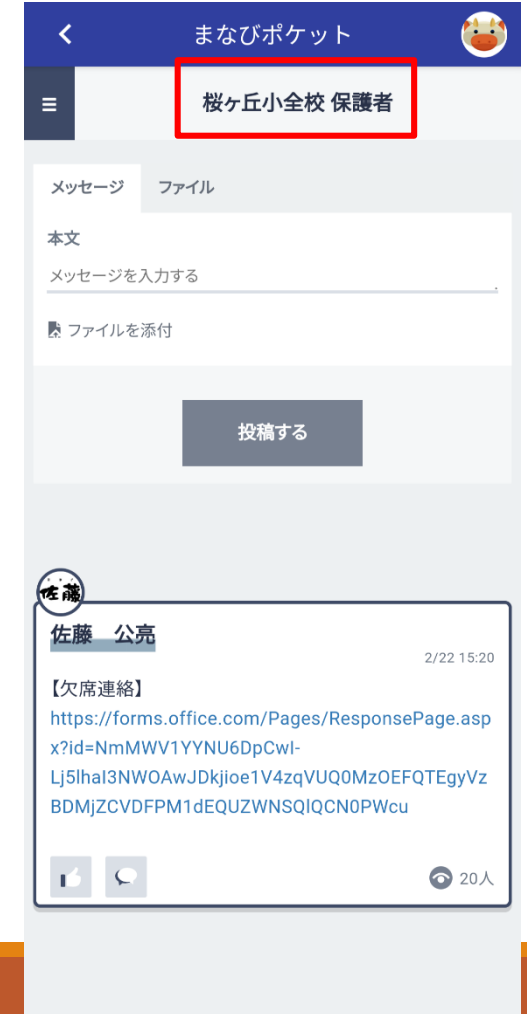 まなびポケット
桜ヶ丘小全校 保護者
メッセージ ファイル
本文
メッセージを入力する
ファイルを添付
投稿する
佐藤
佐藤　公亮
2/22 15:20
【欠席連絡】
https://forms.office.com/Pages/ResponsePage.asp
x?id=NmMWV1YYNU6DpCwI-
Lj5lhaI3NWOAwJDkjioe1V4zqVUQ0MzOEFQTEgyVz
BDMjZCVDFPM1dEQUZWNSQlQCN0PWcu
20人